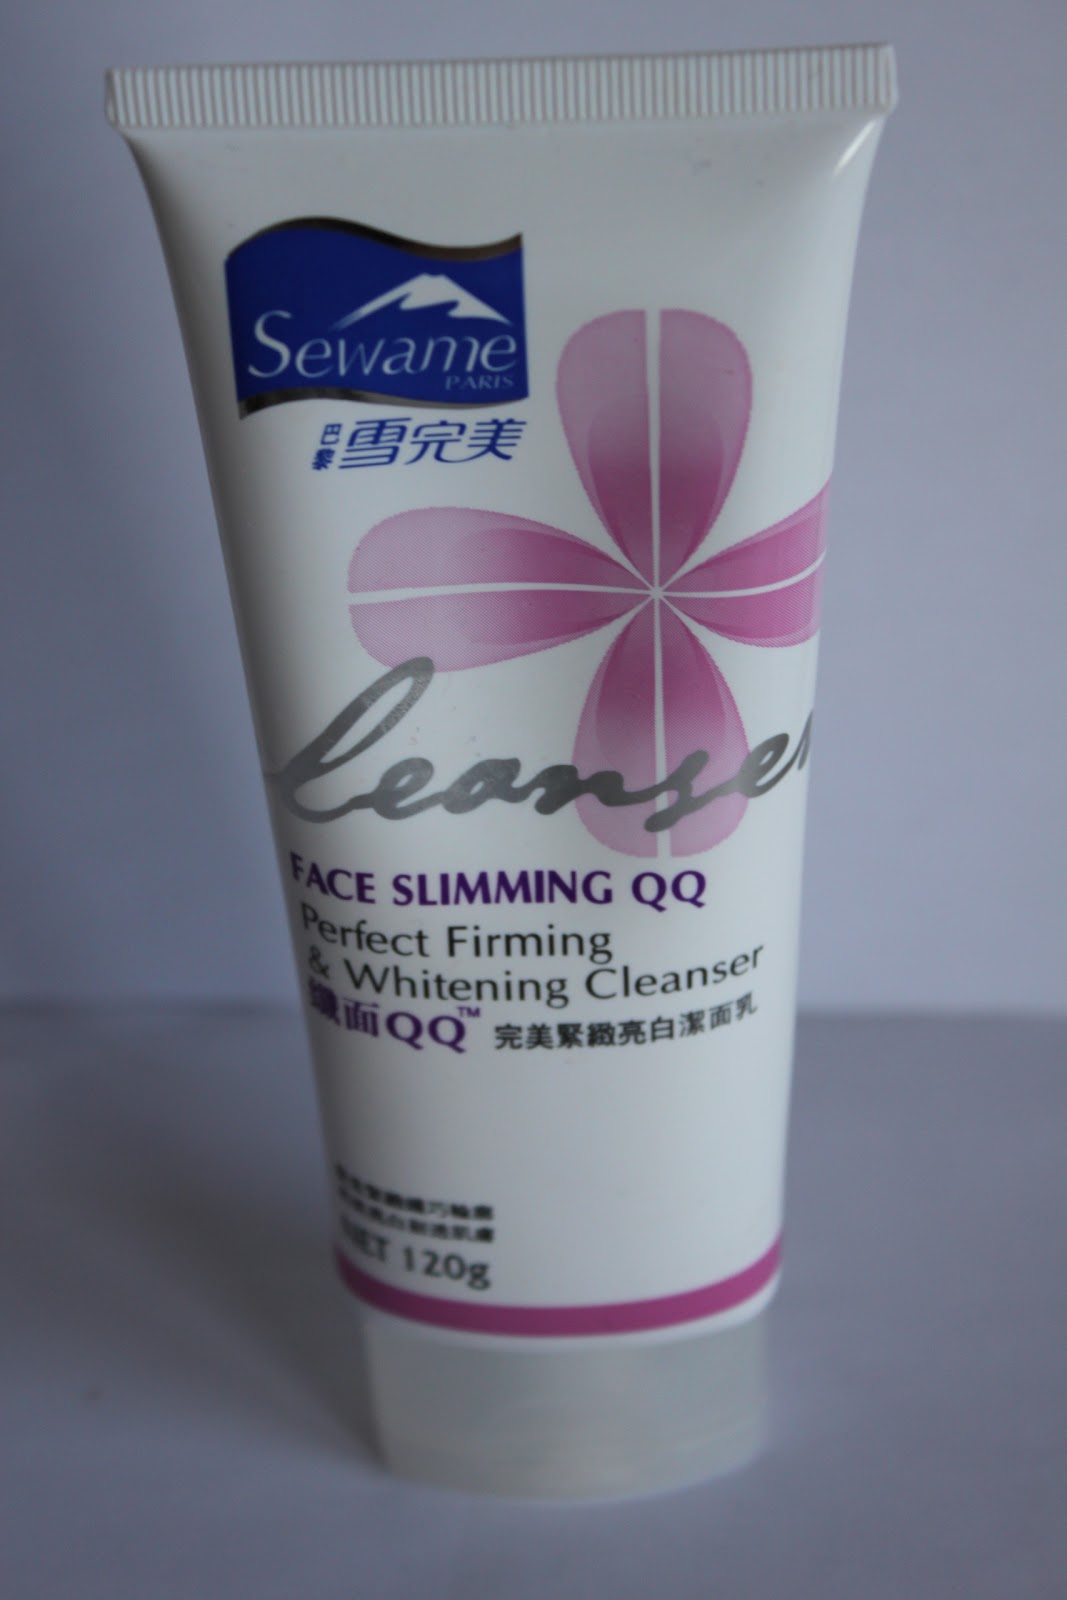 Sewame
PARIS
巴黎 雪完美
Cleanser
FACE SLIMMING QQ
Perfect Firming
& Whitening Cleanser
纖面QQ™ 完美緊緻亮白潔面乳
NET 120g